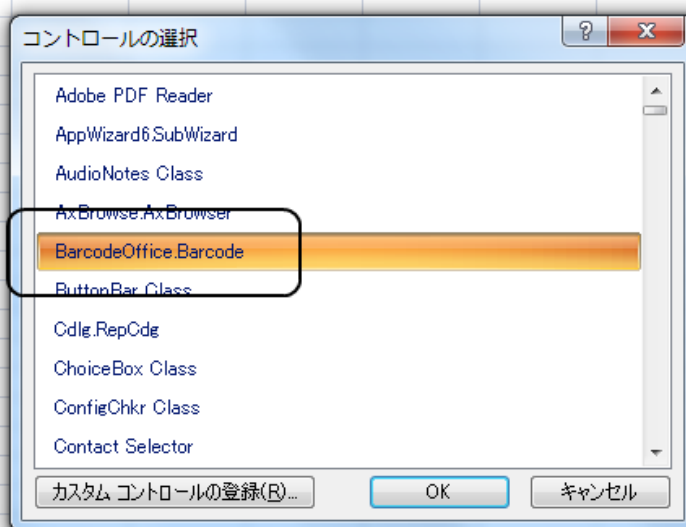 コントロールの選択
Adobe PDF Reader
AppWizard6.SubWizard
AudioNotes Class
AxBrowse.AxBrowser
BarcodeOffice.Barcode
ButtonBar Class
Cdlg.RepCdg
ChoiceBox Class
ConfigChkr Class
Contact Selector
カスタム コントロールの登録(R)...
OK
キャンセル